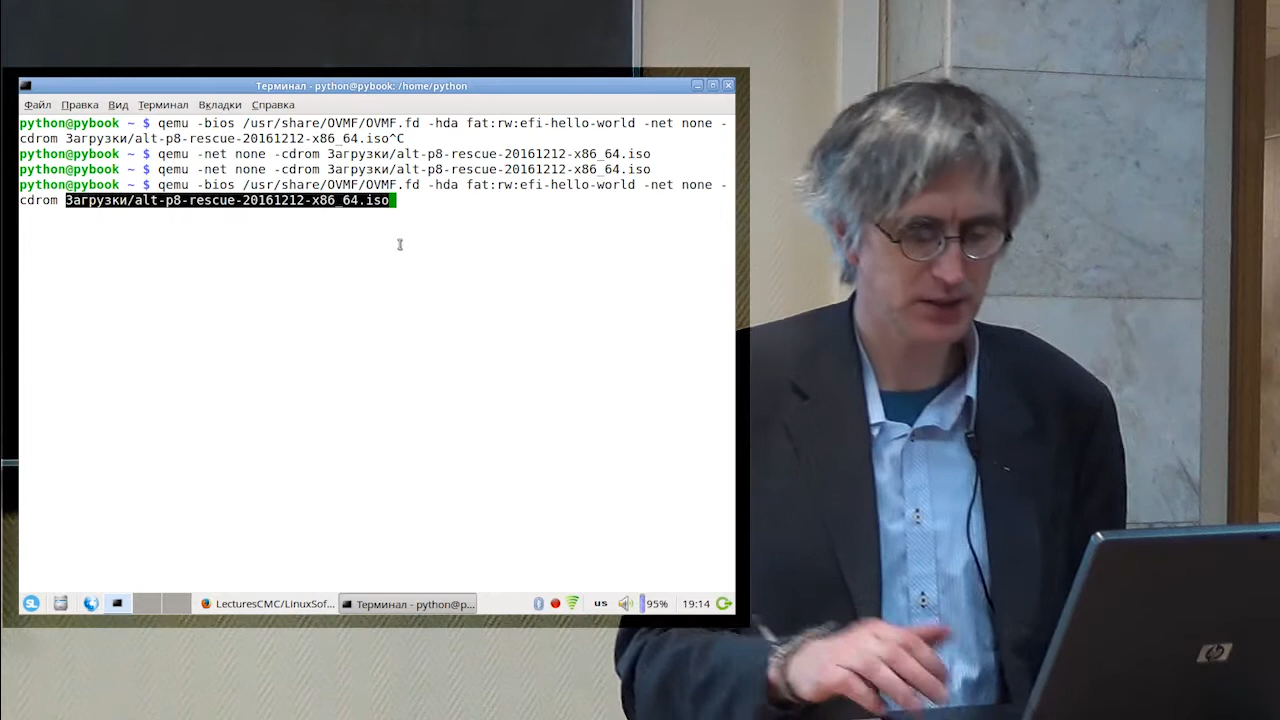 Терминал - python@pybook: /home/python
Файл Правка Вид Терминал Вкладки Справка
python@pybook ~ $ qemu -bios /usr/share/OVMF/OVMF.fd -hda fat:rw:efi-hello-world -net none -
cdrom Загрузки/alt-p8-rescue-20161212-x86_64.iso^C
python@pybook ~ $ qemu -net none -cdrom Загрузки/alt-p8-rescue-20161212-x86_64.iso
python@pybook ~ $ qemu -net none -cdrom Загрузки/alt-p8-rescue-20161212-x86_64.iso
python@pybook ~ $ qemu -bios /usr/share/OVMF/OVMF.fd -hda fat:rw:efi-hello-world -net none -
cdrom Загрузки/alt-p8-rescue-20161212-x86_64.iso
SL LecturesCMC/LinuxSof... Терминал - python@p... us 95% 19:14
hp